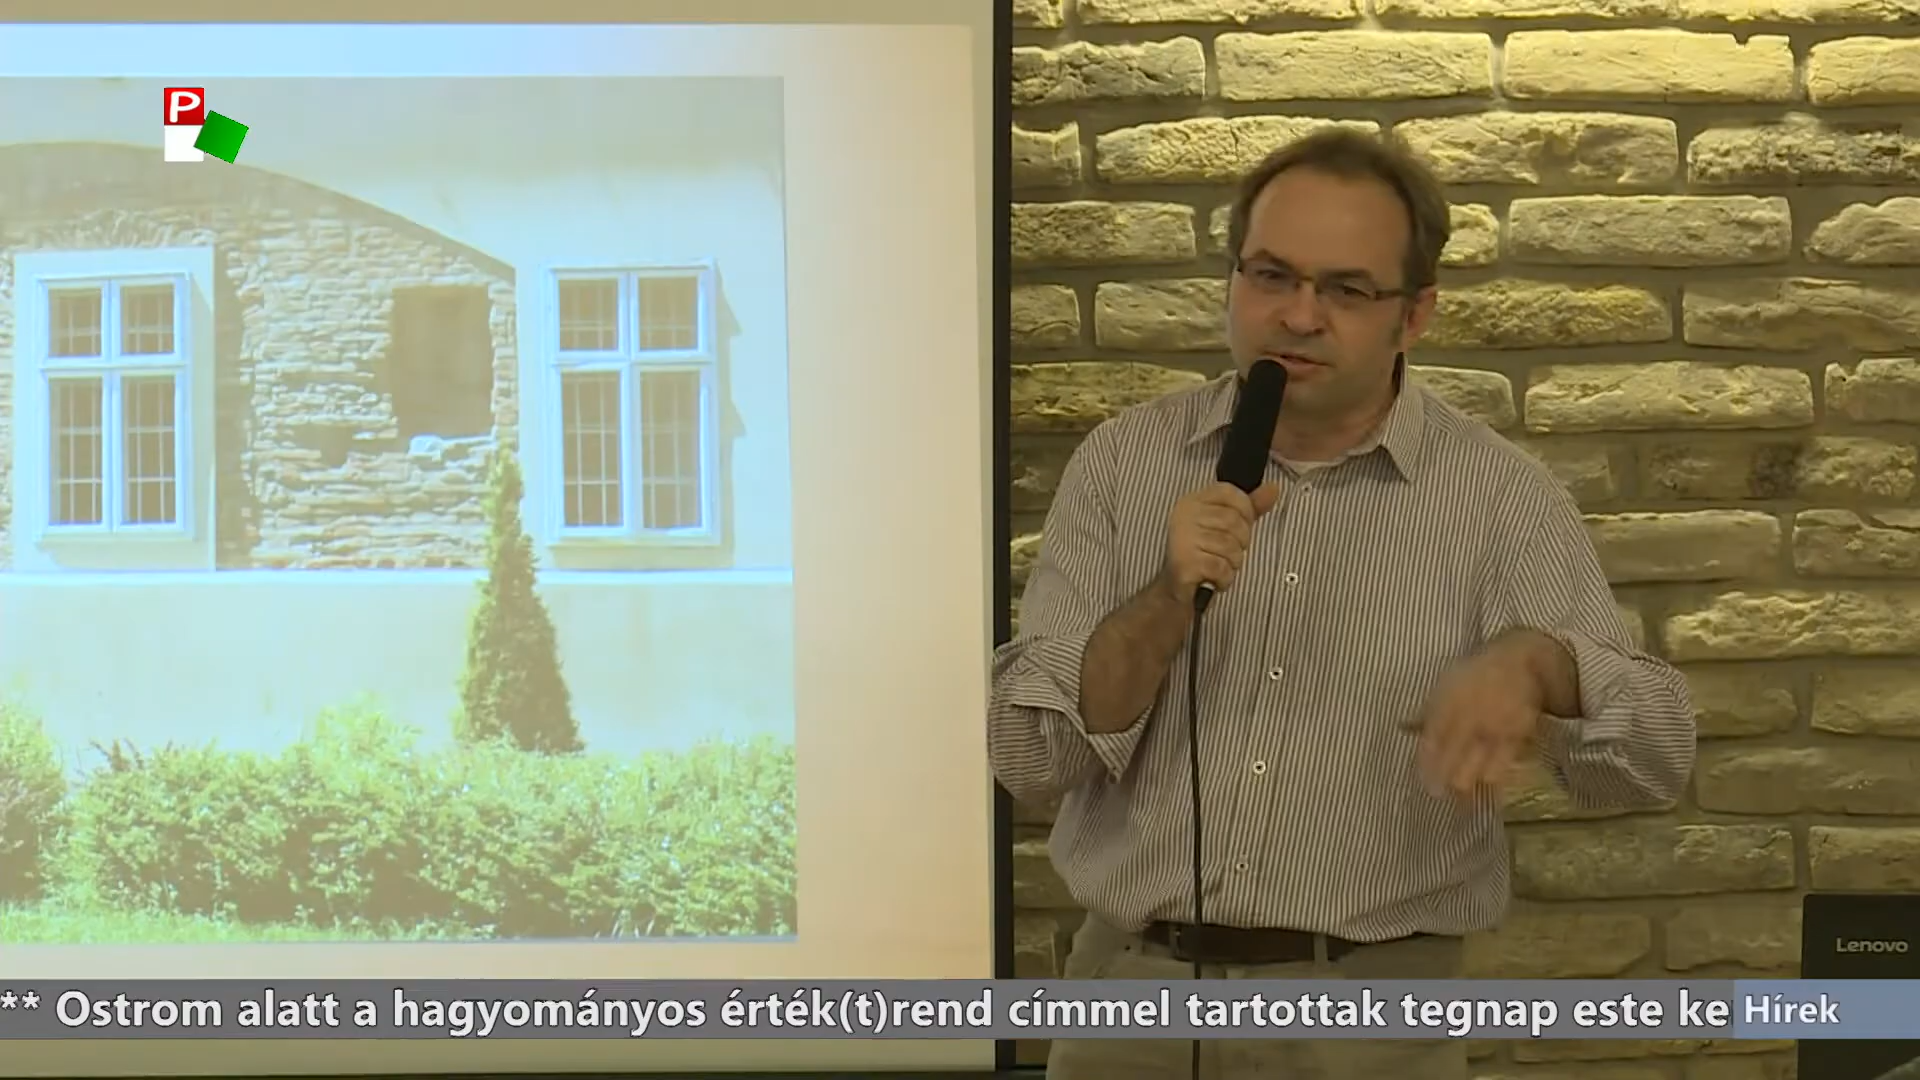 P
Lenovo
** Ostrom alatt a hagyományos érték(t)rend címmel tartottak tegnap este ke
Hírek